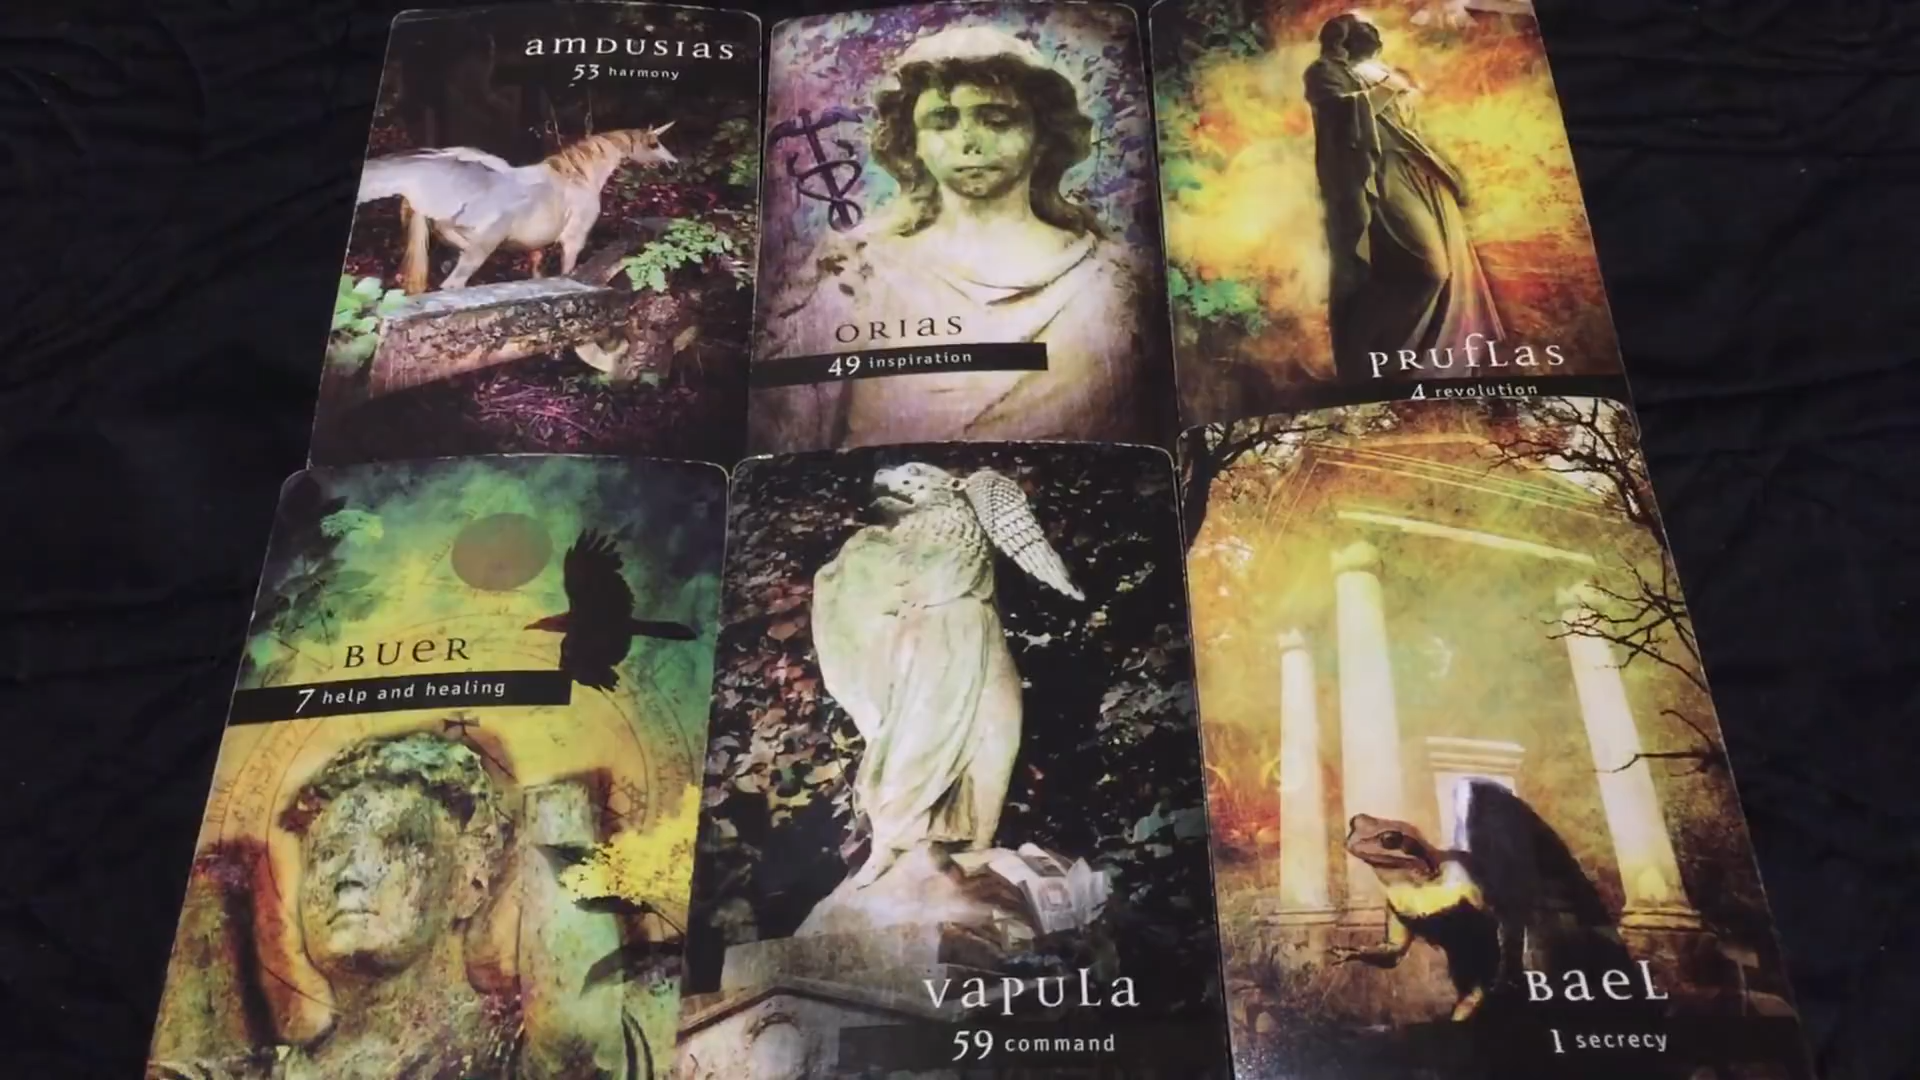 amDUSIas
53 harmony
ORIas
49 inspiration
PRUfLas
4 revolution
BUeR
7 help and healing
VaPULa
59 command
BaeL
1 secrecy